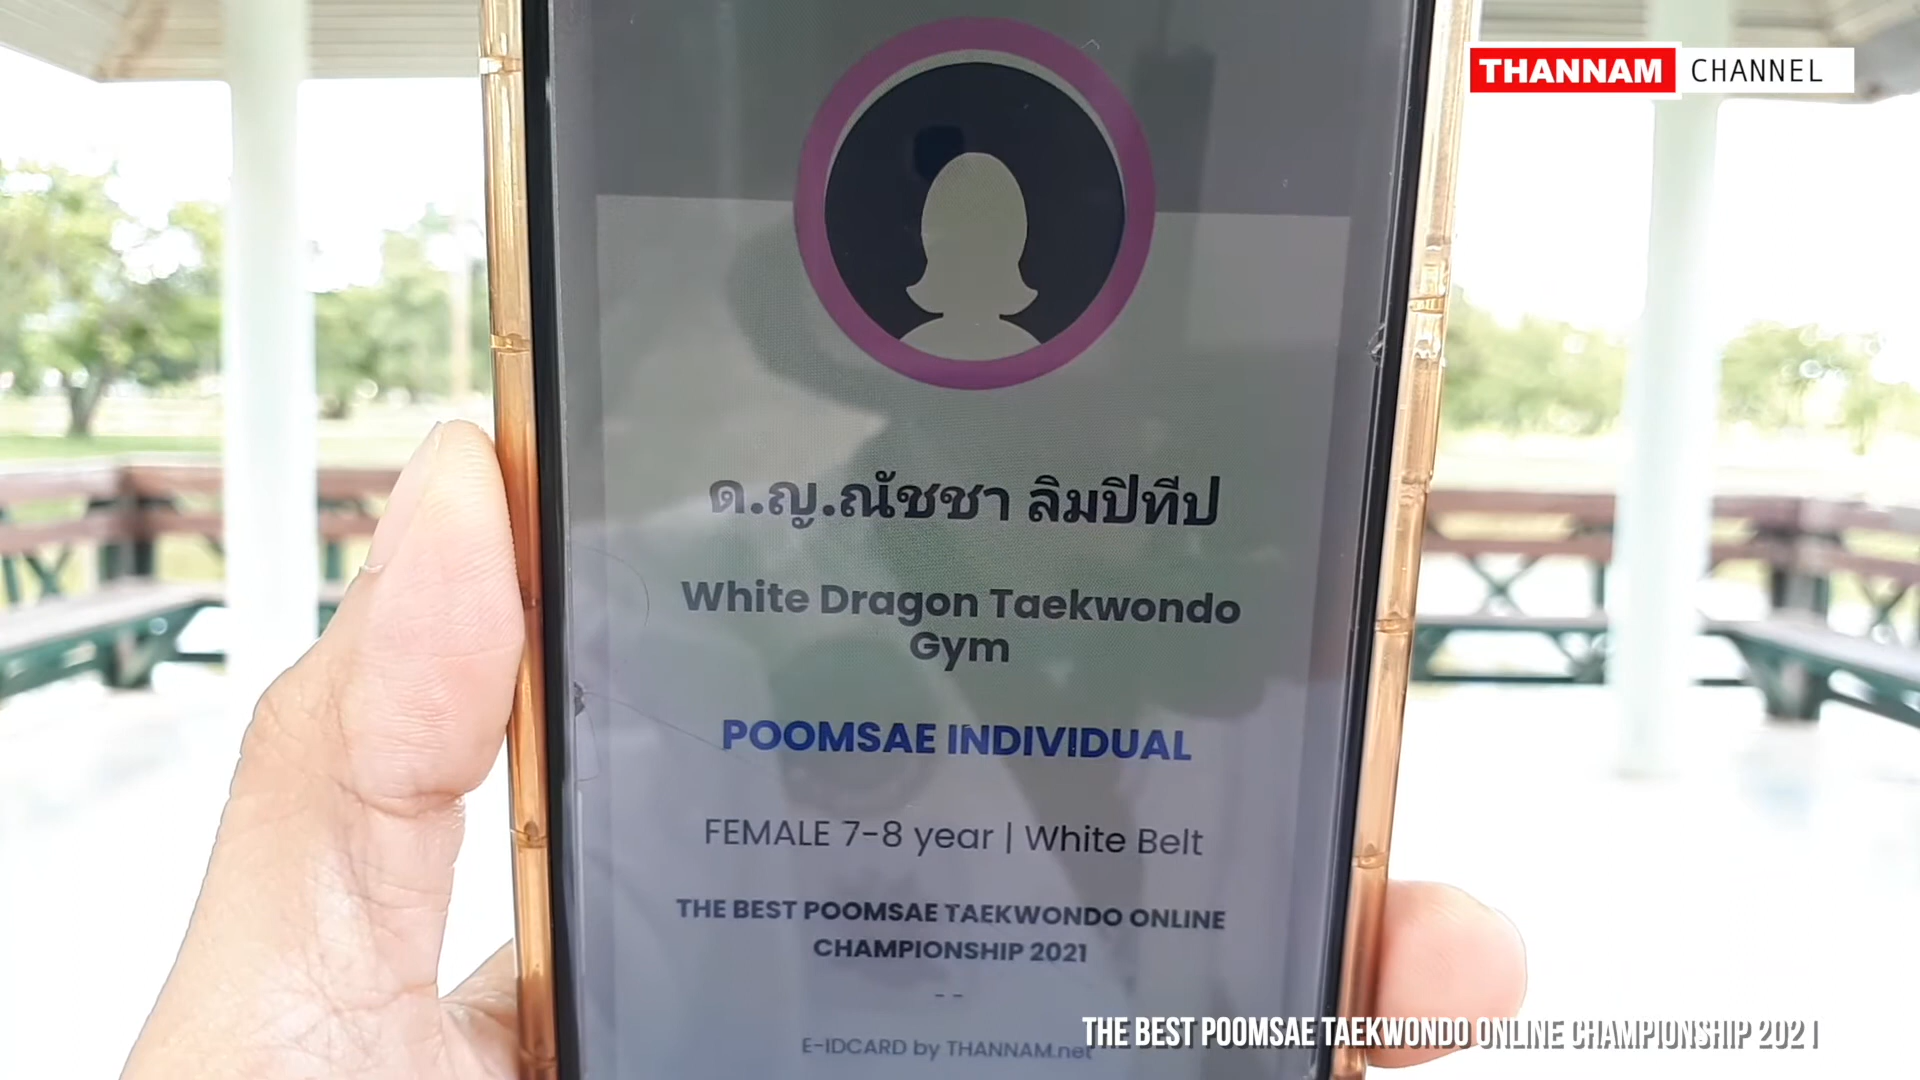 THANNAM CHANNEL
ด.ญ.ณัชชา ลิมปิทีป
White Dragon Taekwondo
Gym
POOMSAE INDIVIDUAL
FEMALE 7-8 year | White Belt
THE BEST POOMSAE TAEKWONDO ONLINE
CHAMPIONSHIP 2021
- -
E-IDCARD by THANNAM.net
THE BEST POOMSAE TAEKWONDO ONLINE CHAMPIONSHIP 2021